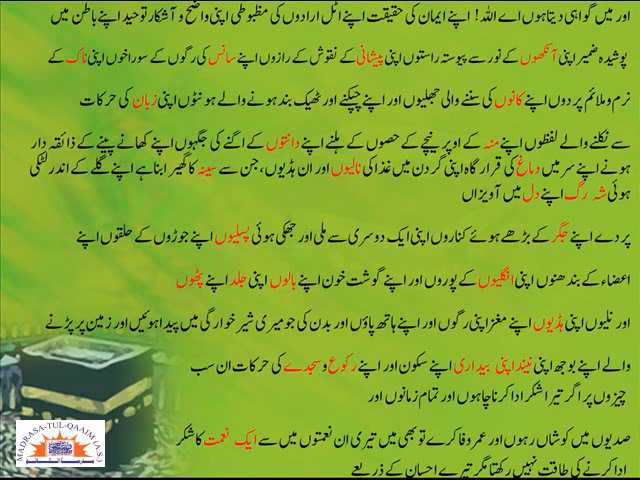 اور میں گواہی دیتا ہوں اے اللہ! اپنے ایمان کی حقیقت اپنے اٹل ارادوں کی مظبوطی اپنی واضح و آشکار توحید اپنے باطن میں
پوشیدہ ضمیر اپنی آنکھوں کے نور سے پیوستہ راستوں اپنی پیشانی کے نقوش کے رازوں اپنے سانس کی رگوں کے سوراخوں اپنی ناک کے
نرم و ملائم پردوں اپنے کانوں کی سننے والی جھلیوں اور اپنے چپکنے اور ٹھیک بند ہونے والے ہونٹوں اپنی زبان کی حرکات
سے نکلنے والے لفظوں اپنے منہ کے اوپر نیچے کے حصوں کے ہلنے اپنے دانتوں کے اگنے کی جگہوں اپنے کھانے پینے کے ذائقہ دار
ہونے اپنے سر میں دماغ کی قرار گاہ اپنی گردن میں غذا کی نالیوں اور ان ہڈیوں، جن سے سینہ کا گھیرا بنا ہے اپنے گلے کے اندر لٹکی
ہوئی شہ رگ اپنے دل میں آویزاں
پردے اپنے جگر کے بڑھے ہوئے کناروں اپنی ایک دوسری سے ملی اور جھکی ہوئی پسلیوں اپنے جوڑوں کے حلقوں اپنے
اعضاء کے بندھنوں اپنی انگلیوں کے پوروں اور اپنے گوشت خون اپنے بالوں اپنی جلد اپنے پٹھوں
اور نلیوں اپنی ہڈیوں اپنے مغز اپنی رگوں اور اپنے ہاتھ پاؤں اور بدن کی جو میری شیر خوارگی میں پیدا ہوئیں اور زمین پر پڑنے
والے اپنے بوجھ اپنی نیند اپنی بیداری اپنے سکون اور اپنے رکوع و سجدے کی حرکات ان سب
چیزوں پر اگر تیرا شکر ادا کرنا چاہوں اور تمام زمانوں اور
صدیوں میں کوشاں رہوں اور عمر وفا کرے تو بھی میں تیری ان نعمتوں میں سے ایک نعمت کا شکر
ادا کرنے کی طاقت نہیں رکھتا مگر تیرے احسان کے ذریعے
MADRASA-TUL-QAAIM (A.S.)